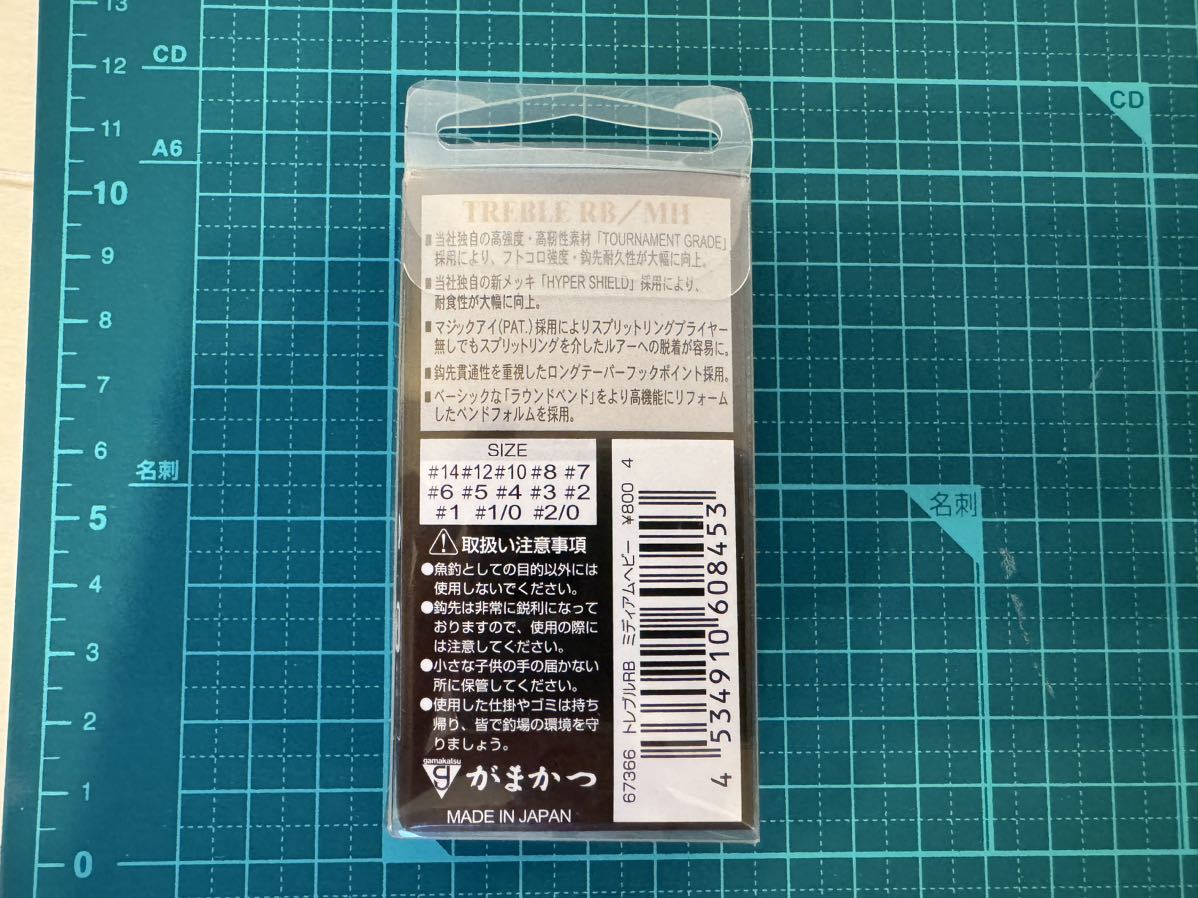 13
CD
12
11
A6
10
9
8
7
6
名刺
5
4
3
2
1
0
CD
名刺
TREBLE RB/MH
■当社独自の高強度・高靭性素材「TOURNAMENT GRADE」
採用により、フトコロ強度・鈎先耐久性が大幅に向上。
■当社独自の新メッキ「HYPER SHIELD」採用により、
耐食性が大幅に向上。
■マジックアイ(PAT.)採用によりスプリットリングプライヤー
無しでもスプリットリングを介したルアーへの脱着が容易に。
■鈎先貫通性を重視したロングテーパーフックポイント採用。
■ベーシックな「ラウンドベンド」をより高機能にリフォーム
したベンドフォルムを採用。
SIZE
#14 #12 #10 #8 #7
#6 #5 #4 #3 #2
#1 #1/0 #2/0
⚠取扱い注意事項
●魚釣としての目的以外には
使用しないでください。
●鈎先は非常に鋭利になって
おりますので、使用の際に
は注意してください。
●小さな子供の手の届かない
所に保管してください。
●使用した仕掛やゴミは持ち
帰り、皆で釣場の環境を守
りましょう。
gamakatsu
がまかつ
MADE IN JAPAN
67366 トレブルRB ミディアムヘビー ¥800 4
4 534910 608453